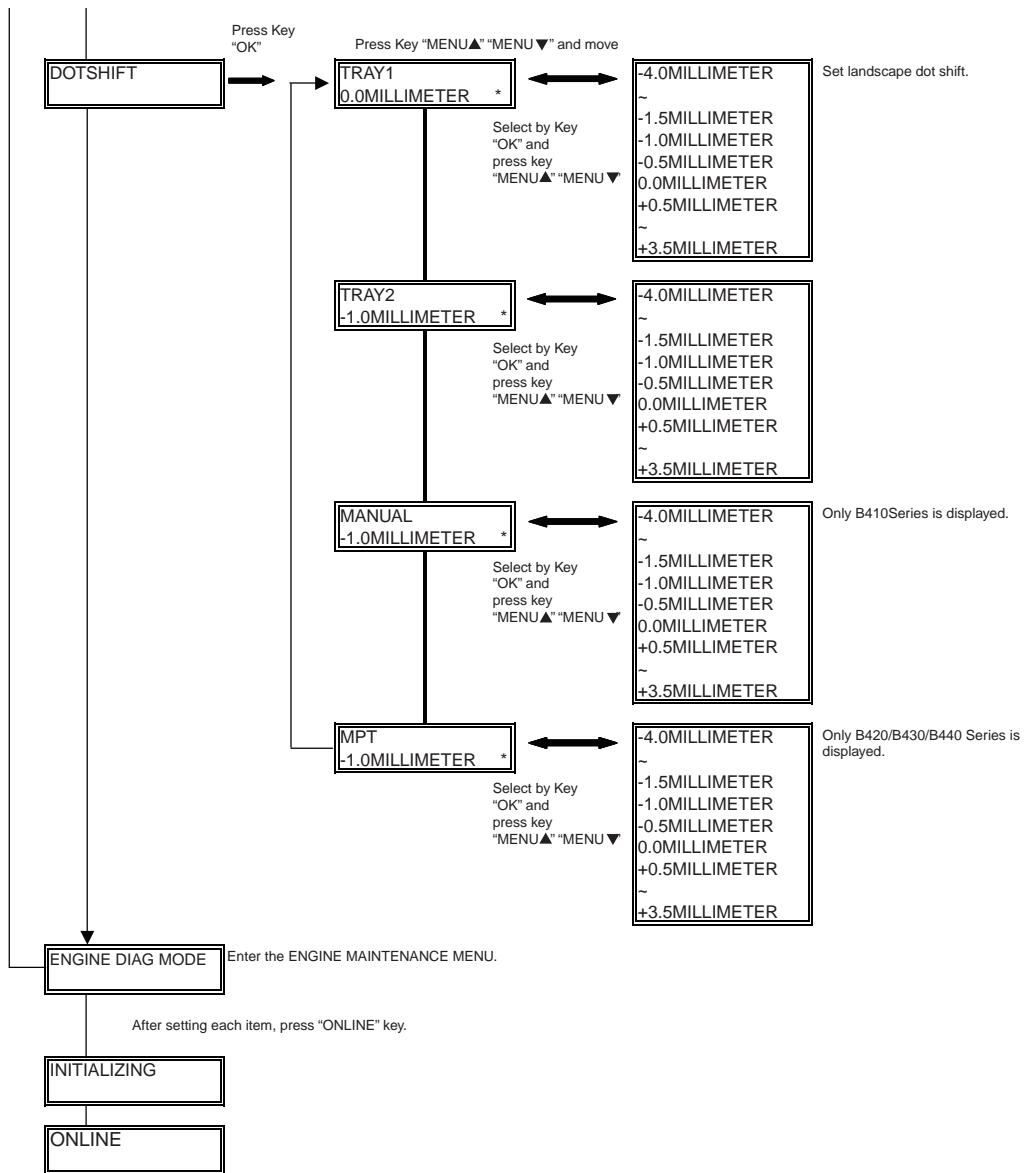 Press Key
“OK”
Press Key “MENU▲” “MENU▼” and move
DOTSHIFT
TRAY1
0.0MILLIMETER *
Select by Key
“OK” and
press key
“MENU▲” “MENU▼”
-4.0MILLIMETER
~
-1.5MILLIMETER
-1.0MILLIMETER
-0.5MILLIMETER
0.0MILLIMETER
+0.5MILLIMETER
~
+3.5MILLIMETER
Set landscape dot shift.
TRAY2
-1.0MILLIMETER *
Select by Key
“OK” and
press key
“MENU▲” “MENU▼”
-4.0MILLIMETER
~
-1.5MILLIMETER
-1.0MILLIMETER
-0.5MILLIMETER
0.0MILLIMETER
+0.5MILLIMETER
~
+3.5MILLIMETER
MANUAL
-1.0MILLIMETER *
Select by Key
“OK” and
press key
“MENU▲” “MENU▼”
-4.0MILLIMETER
~
-1.5MILLIMETER
-1.0MILLIMETER
-0.5MILLIMETER
0.0MILLIMETER
+0.5MILLIMETER
~
+3.5MILLIMETER
Only B410Series is displayed.
MPT
-1.0MILLIMETER *
Select by Key
“OK” and
press key
“MENU▲” “MENU▼”
-4.0MILLIMETER
~
-1.5MILLIMETER
-1.0MILLIMETER
-0.5MILLIMETER
0.0MILLIMETER
+0.5MILLIMETER
~
+3.5MILLIMETER
Only B420/B430/B440 Series is
displayed.
ENGINE DIAG MODE
Enter the ENGINE MAINTENANCE MENU.
After setting each item, press “ONLINE” key.
INITIALIZING
ONLINE